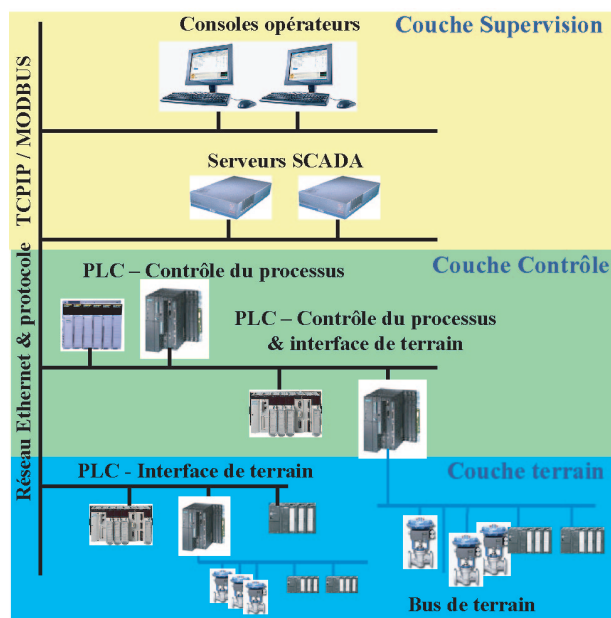 Consoles opérateurs
Couche Supervision
Serveurs SCADA
Réseau Ethernet & protocole TCPIP / MODBUS
Couche Contrôle
PLC – Contrôle du processus
PLC – Contrôle du processus
& interface de terrain
Couche terrain
PLC - Interface de terrain
Bus de terrain